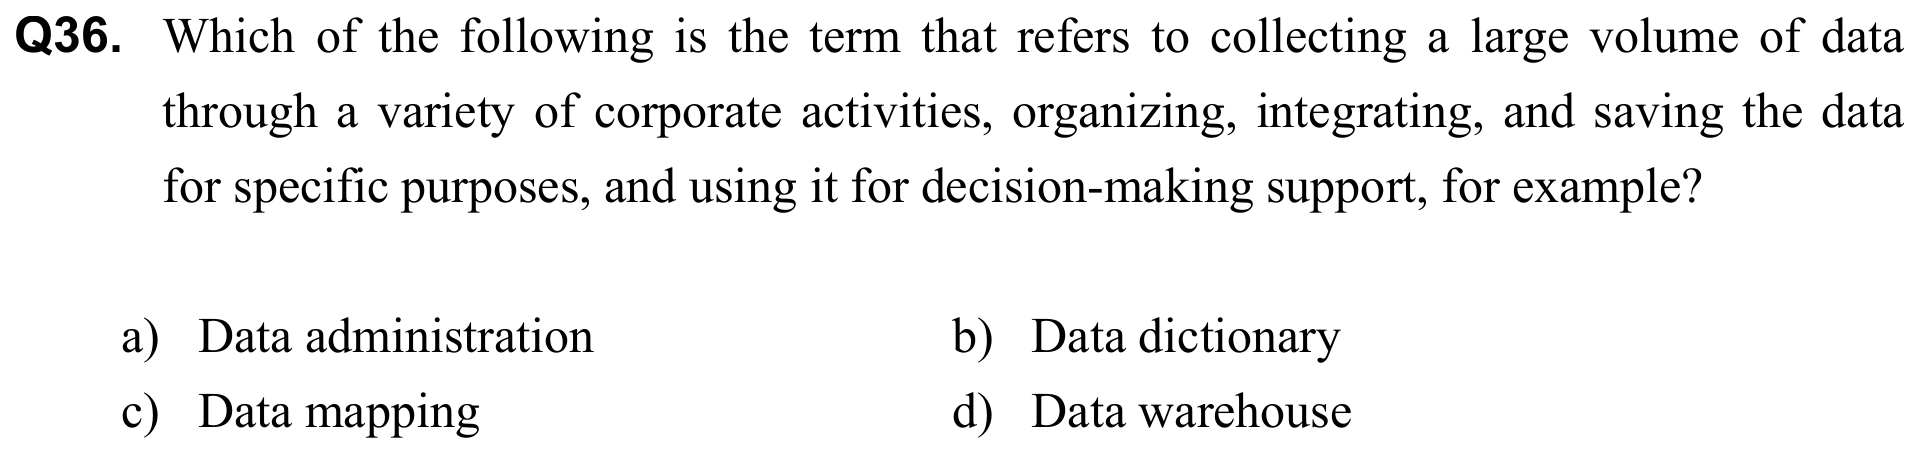 Q36. Which of the following is the term that refers to collecting a large volume of data
through a variety of corporate activities, organizing, integrating, and saving the data
for specific purposes, and using it for decision-making support, for example?
a) Data administration b) Data dictionary
c) Data mapping d) Data warehouse